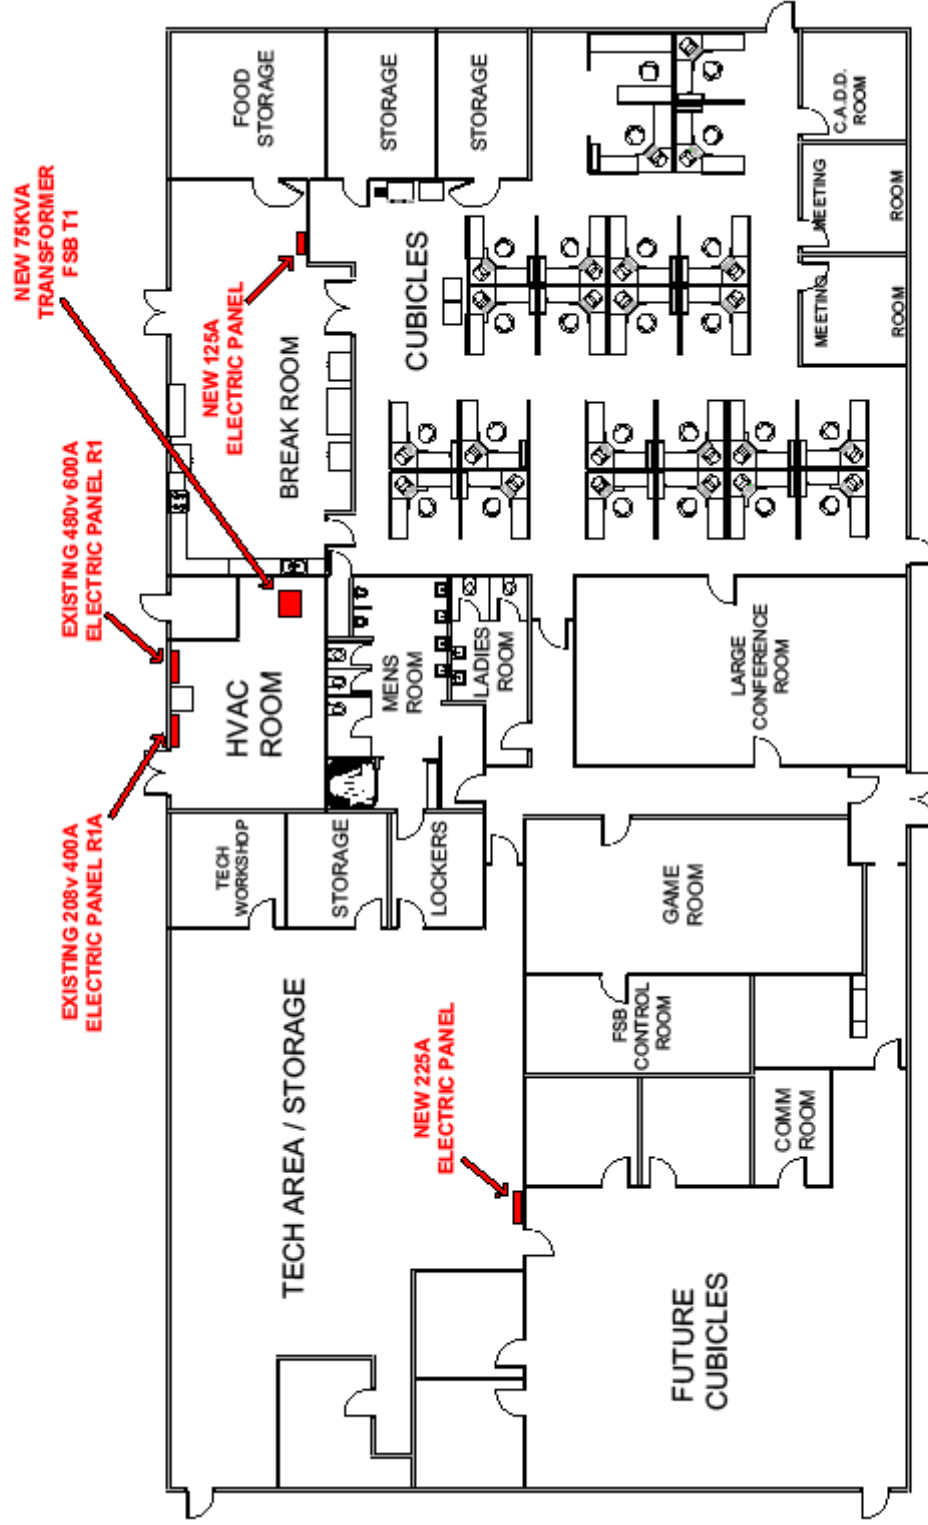 NEW 75KVA
TRANSFORMER
FSB T1
EXISTING 480v 600A
ELECTRIC PANEL R1
EXISTING 208v 400A
ELECTRIC PANEL R1A
NEW 125A
ELECTRIC PANEL
NEW 225A
ELECTRIC PANEL
FOOD
STORAGE
STORAGE
STORAGE
BREAK ROOM
CUBICLES
C.A.D.D.
ROOM
MEETING
ROOM
MEETING
ROOM
HVAC
ROOM
MENS
ROOM
LADIES
ROOM
LARGE
CONFERENCE
ROOM
TECH
WORKSHOP
STORAGE
LOCKERS
GAME
ROOM
TECH AREA / STORAGE
FSB
CONTROL
ROOM
COMM
ROOM
FUTURE
CUBICLES